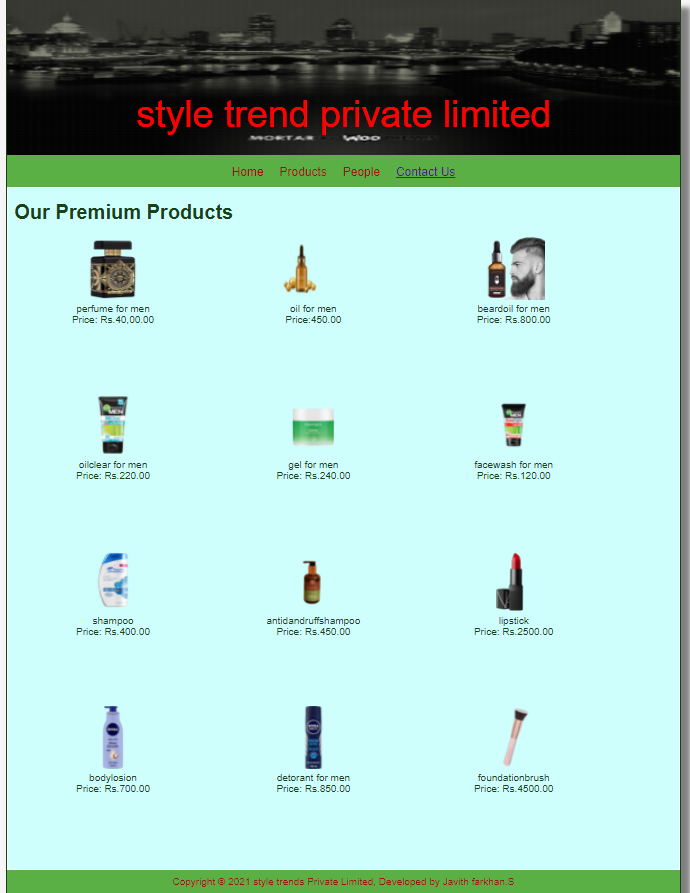 style trend private limited
MORTAR WOO
Home Products People Contact Us
Our Premium Products
perfume for men
Price: Rs.40,00.00
oil for men
Price:450.00
beardoil for men
Price: Rs.800.00
oilclear for men
Price: Rs.220.00
gel for men
Price: Rs.240.00
facewash for men
Price: Rs.120.00
shampoo
Price: Rs.400.00
antidandruffshampoo
Price: Rs.450.00
lipstick
Price: Rs.2500.00
NIVEA
bodylosion
Price: Rs.700.00
NIVEA
detorant for men
Price: Rs.850.00
foundationbrush
Price: Rs.4500.00
Copyright © 2021 style trends Private Limited, Developed by Javith farkhan.S